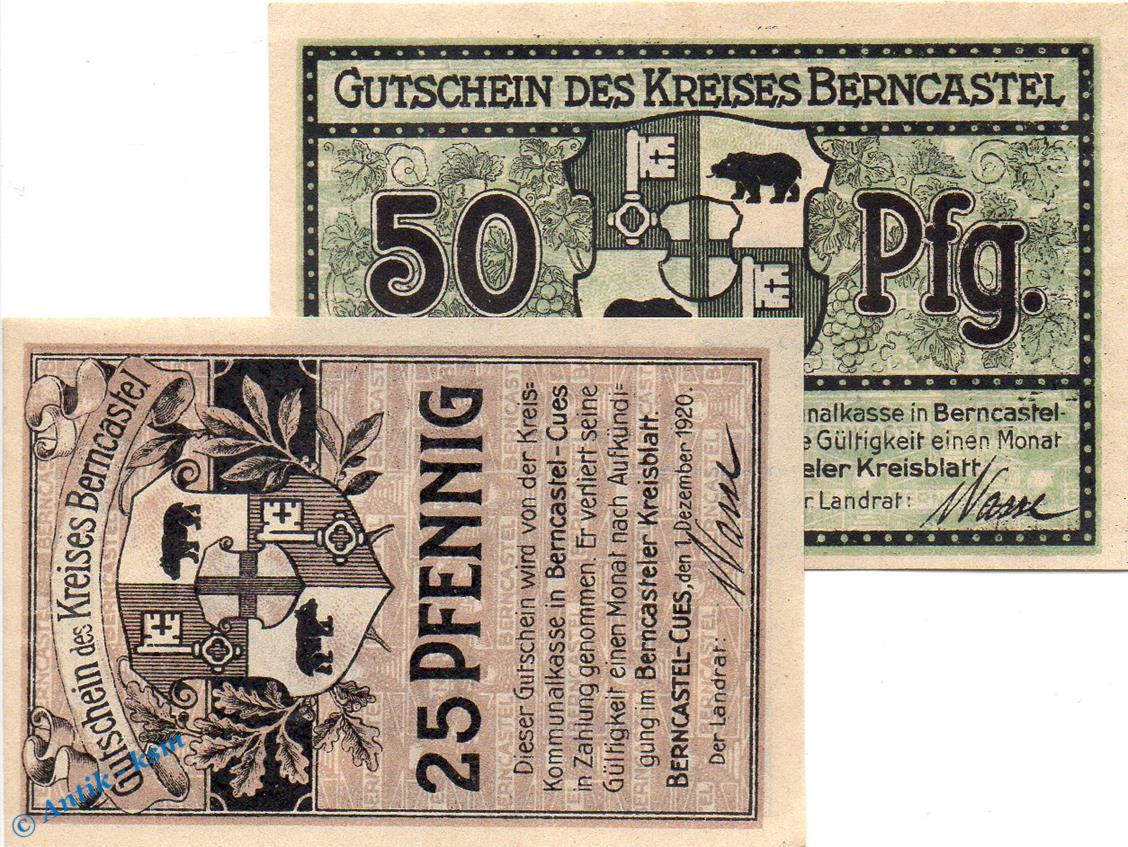 GUTSCHEIN DES KREISES BERNCASTEL
50 Pfg.
nalkasse in Berncastel-
e Gültigkeit einen Monat
eler Kreisblatt
r Landrat:
Gutschein des Kreises Berncastel
25 PFENNIG
Dieser Gutschein wird von der Kreis=
Kommunalkasse in Berncastel-Cues
in Zahlung genommen. Er verliert seine
Gültigkeit einen Monat nach Aufkündi=
gung im Berncasteler Kreisblatt.
BERNCASTEL-CUES, den 1. Dezember 1920.
Der Landrat:
BERNCASTEL
© Antik-ksm